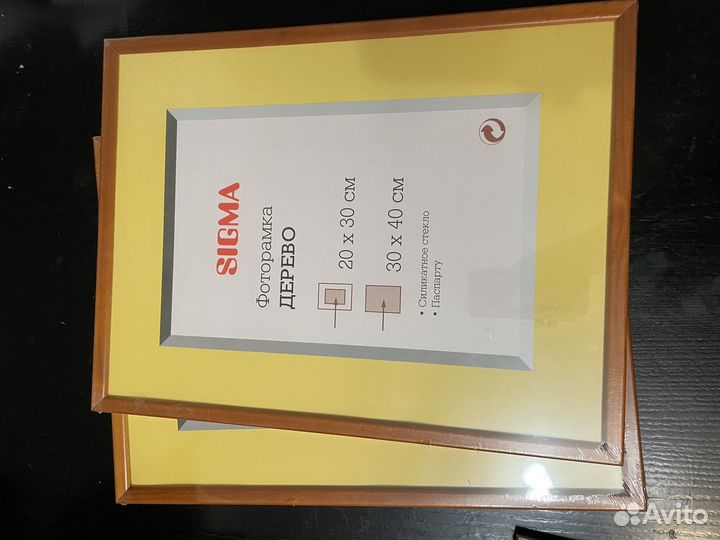 SIGMA
Фоторамка
ДЕРЕВО
20 х 30 см
30 х 40 см
• Силикатное стекло
• Паспарту
Avito